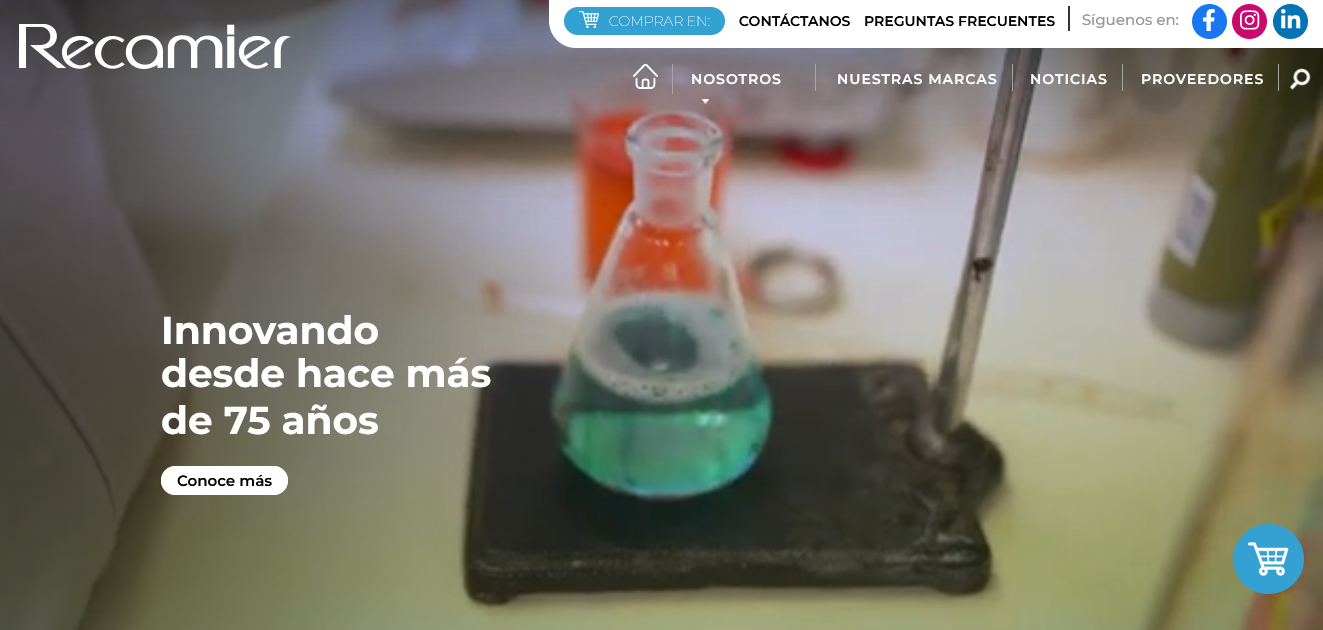 Recamier
COMPRAR EN:
CONTÁCTANOS
PREGUNTAS FRECUENTES
Síguenos en:
NOSOTROS
NUESTRAS MARCAS
NOTICIAS
PROVEEDORES
Innovando
desde hace más
de 75 años
Conoce más